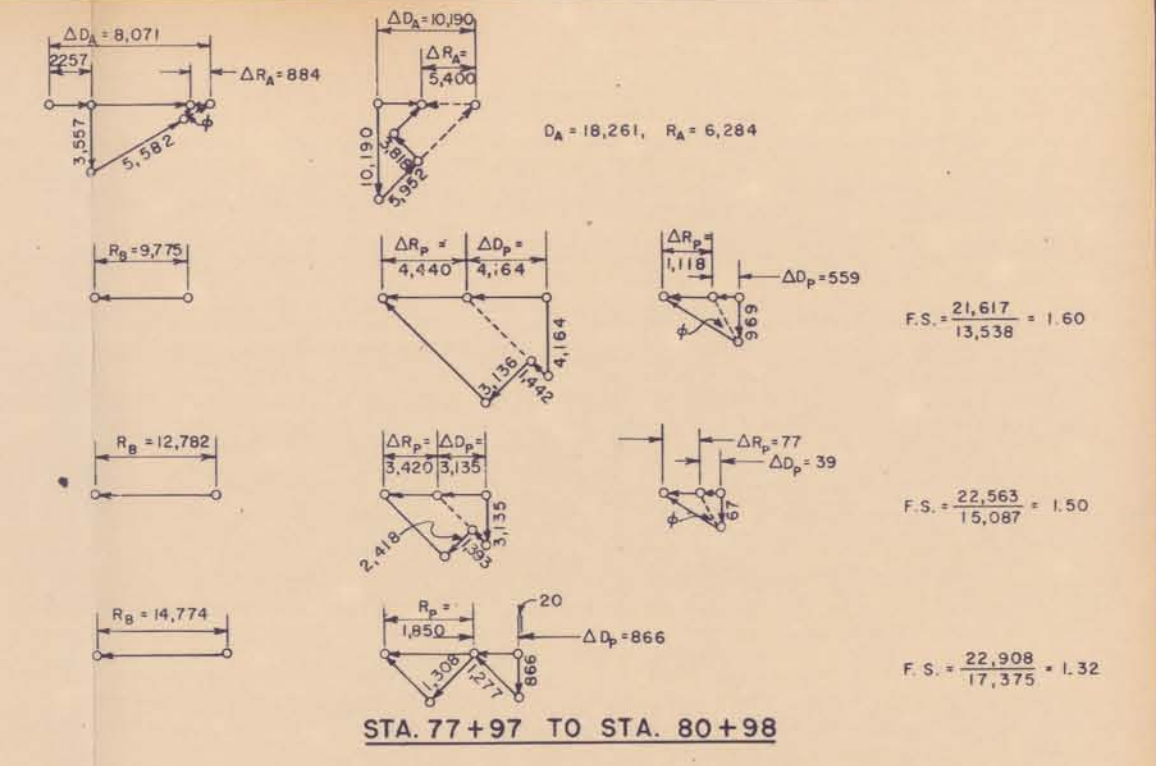 ΔD_A = 8,071
2257
ΔR_A = 884
3,557
5,582
φ
ΔD_A = 10,190
ΔR_A =
5,400
10,190
3,818
5,952
D_A = 18,261, R_A = 6,284
R_B = 9,775
ΔR_P =
4,440
ΔD_P =
4,164
4,164
3,136
1,442
ΔR_P =
1,118
ΔD_P = 559
φ
969
F.S. = 21,617 / 13,538 = 1.60
R_B = 12,782
ΔR_P =
3,420
ΔD_P =
3,135
3,135
2,418
1,393
ΔR_P = 77
ΔD_P = 39
φ
67
F.S. = 22,563 / 15,087 = 1.50
R_B = 14,774
R_P =
1,850
20
ΔD_P = 866
1,308
1,277
866
F.S. = 22,908 / 17,375 = 1.32
STA. 77+97 TO STA. 80+98